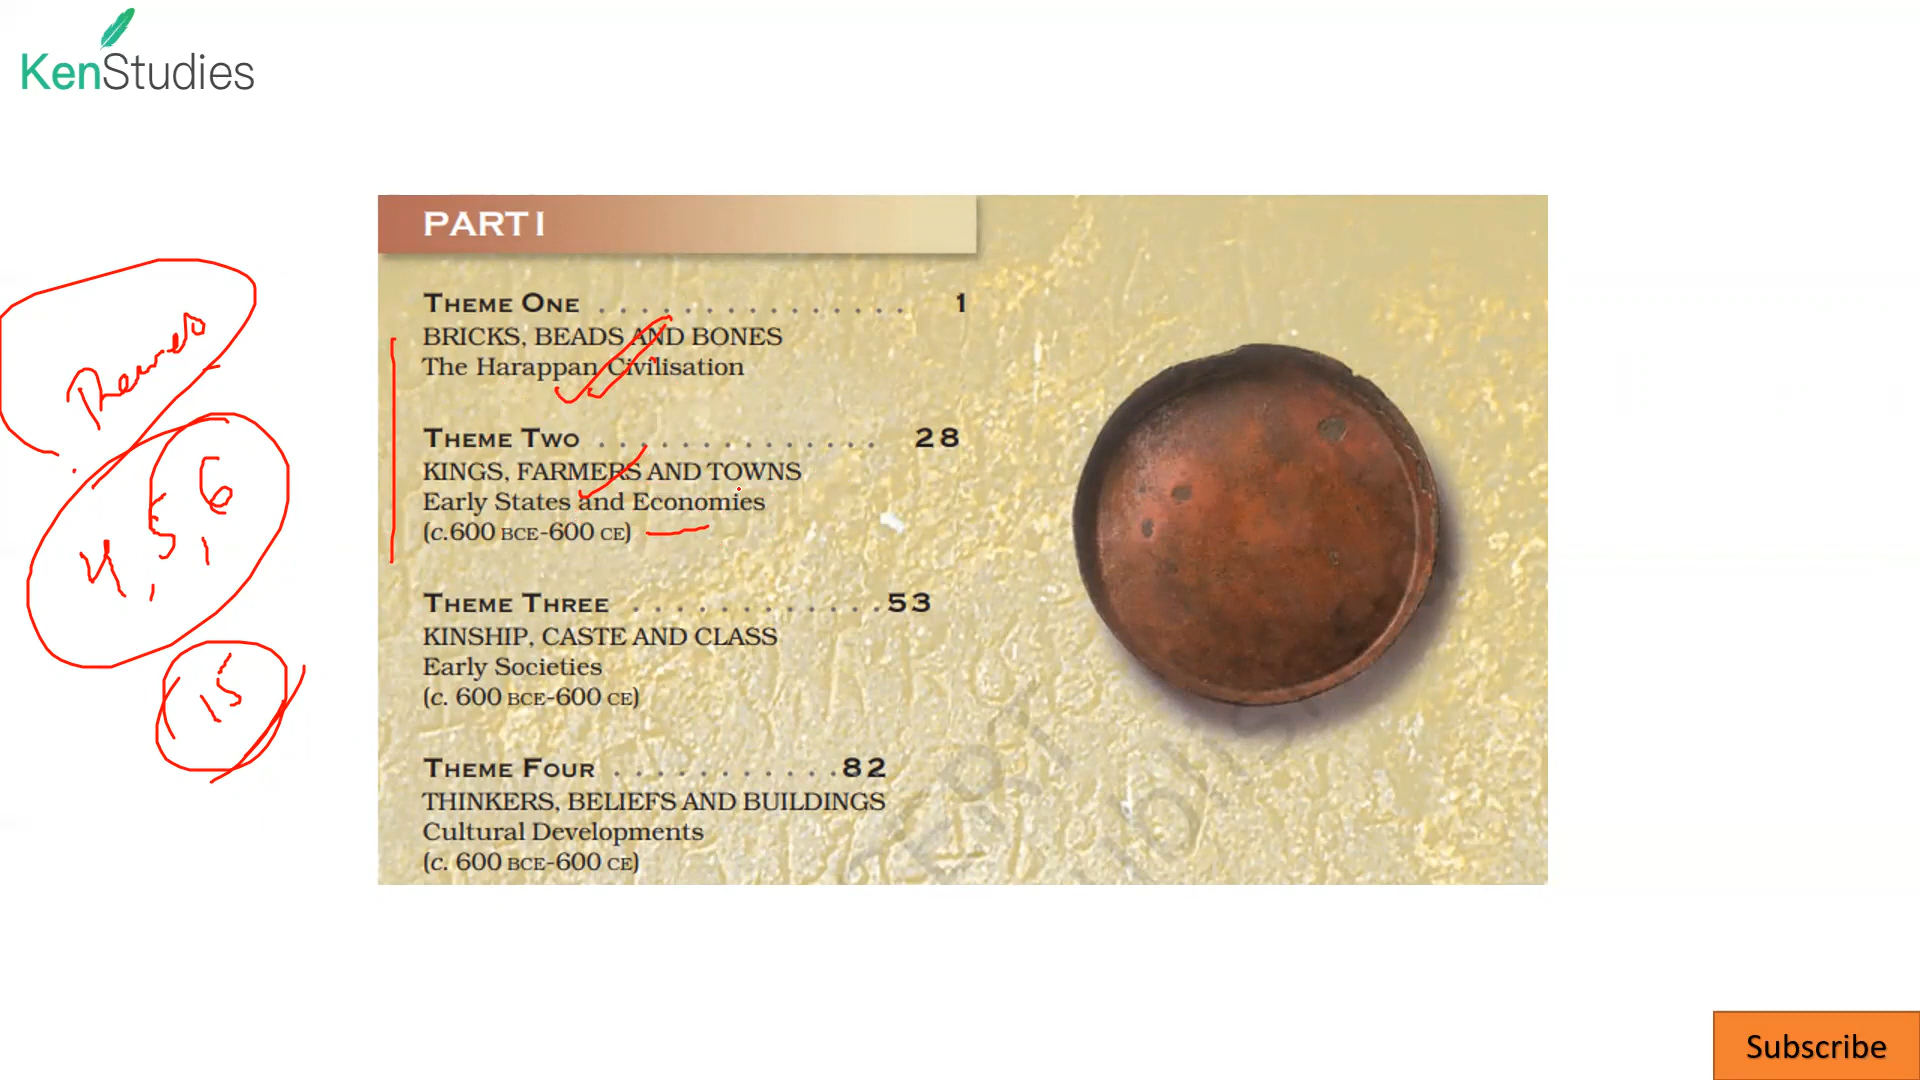 KenStudies
PART I
THEME ONE . . . . . . . . . . . . . . . 1
BRICKS, BEADS AND BONES
The Harappan Civilisation
THEME TWO . . . . . . . . . . . . . 28
KINGS, FARMERS AND TOWNS
Early States and Economies
(c.600 BCE-600 CE)
THEME THREE . . . . . . . . . . . . 53
KINSHIP, CASTE AND CLASS
Early Societies
(c. 600 BCE-600 CE)
THEME FOUR . . . . . . . . . . . 82
THINKERS, BELIEFS AND BUILDINGS
Cultural Developments
(c. 600 BCE-600 CE)
Themes
4, 5, 6
15
Subscribe